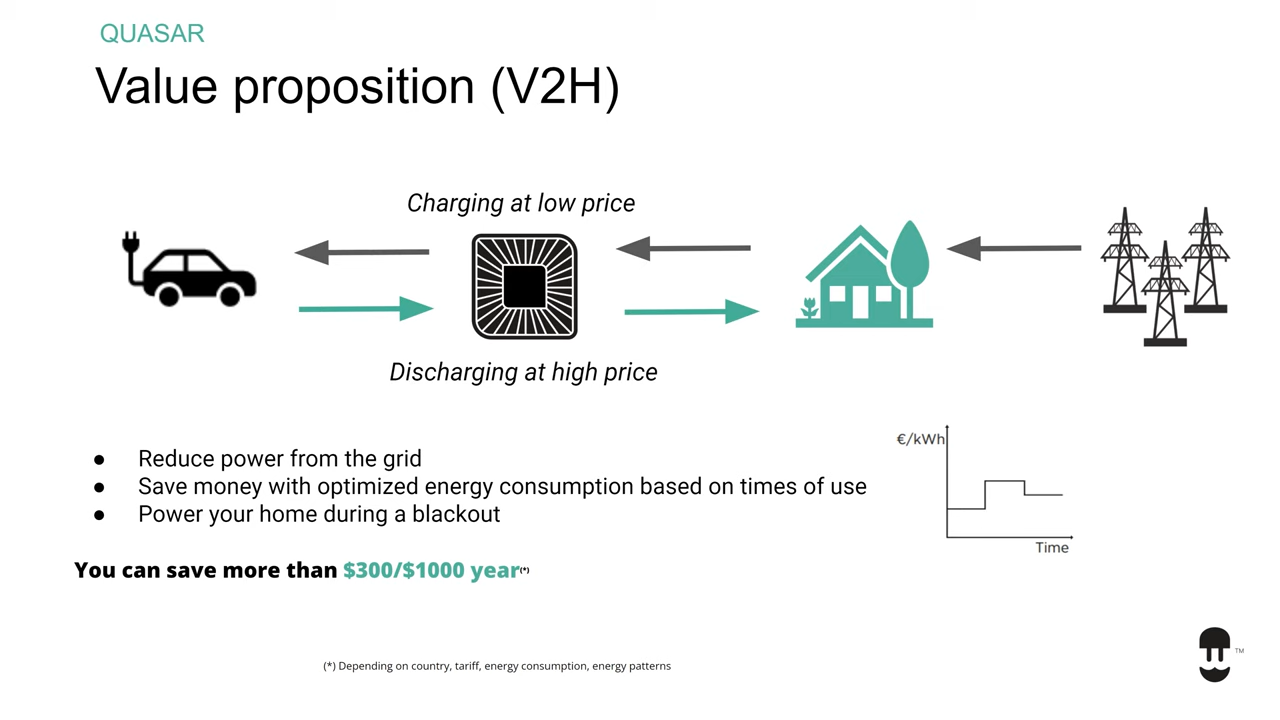 QUASAR
Value proposition (V2H)
Charging at low price
Discharging at high price
● Reduce power from the grid
● Save money with optimized energy consumption based on times of use
● Power your home during a blackout
€/kWh
Time
You can save more than $300/$1000 year(*)
(*) Depending on country, tariff, energy consumption, energy patterns
TM